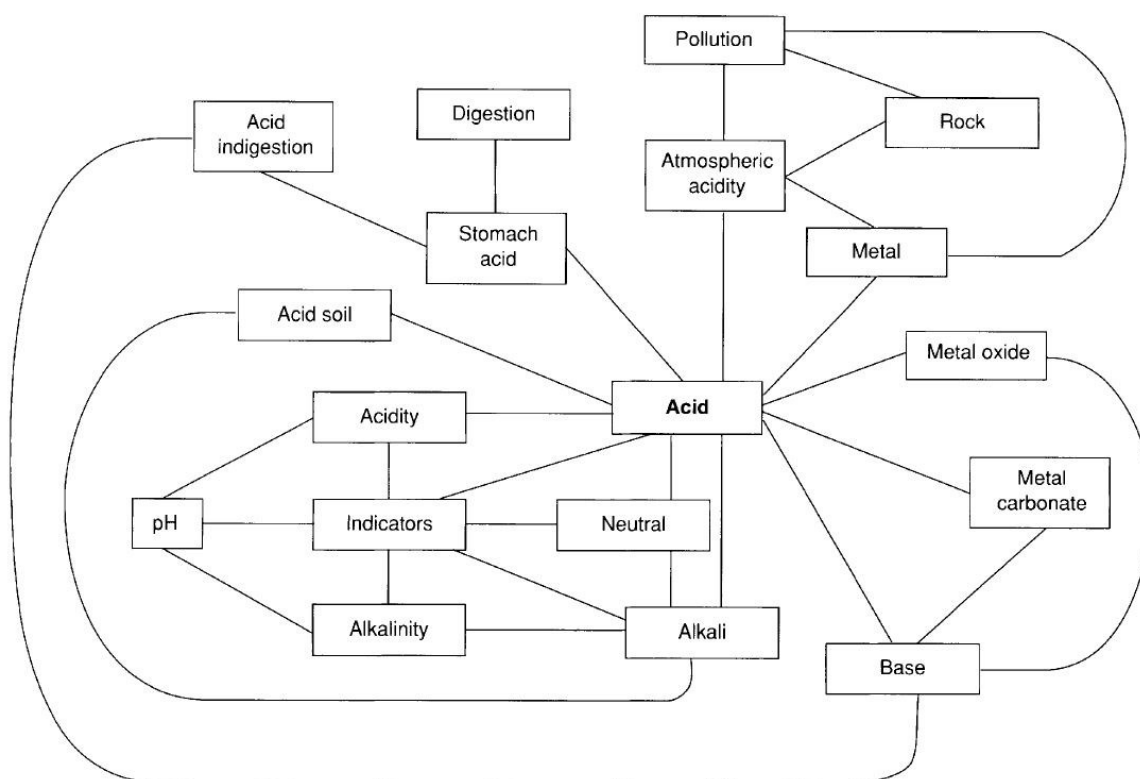 Pollution
Digestion
Acid
indigestion
Rock
Atmospheric
acidity
Stomach
acid
Metal
Acid soil
Metal oxide
Acid
Acidity
Metal
carbonate
pH
Indicators
Neutral
Alkalinity
Alkali
Base